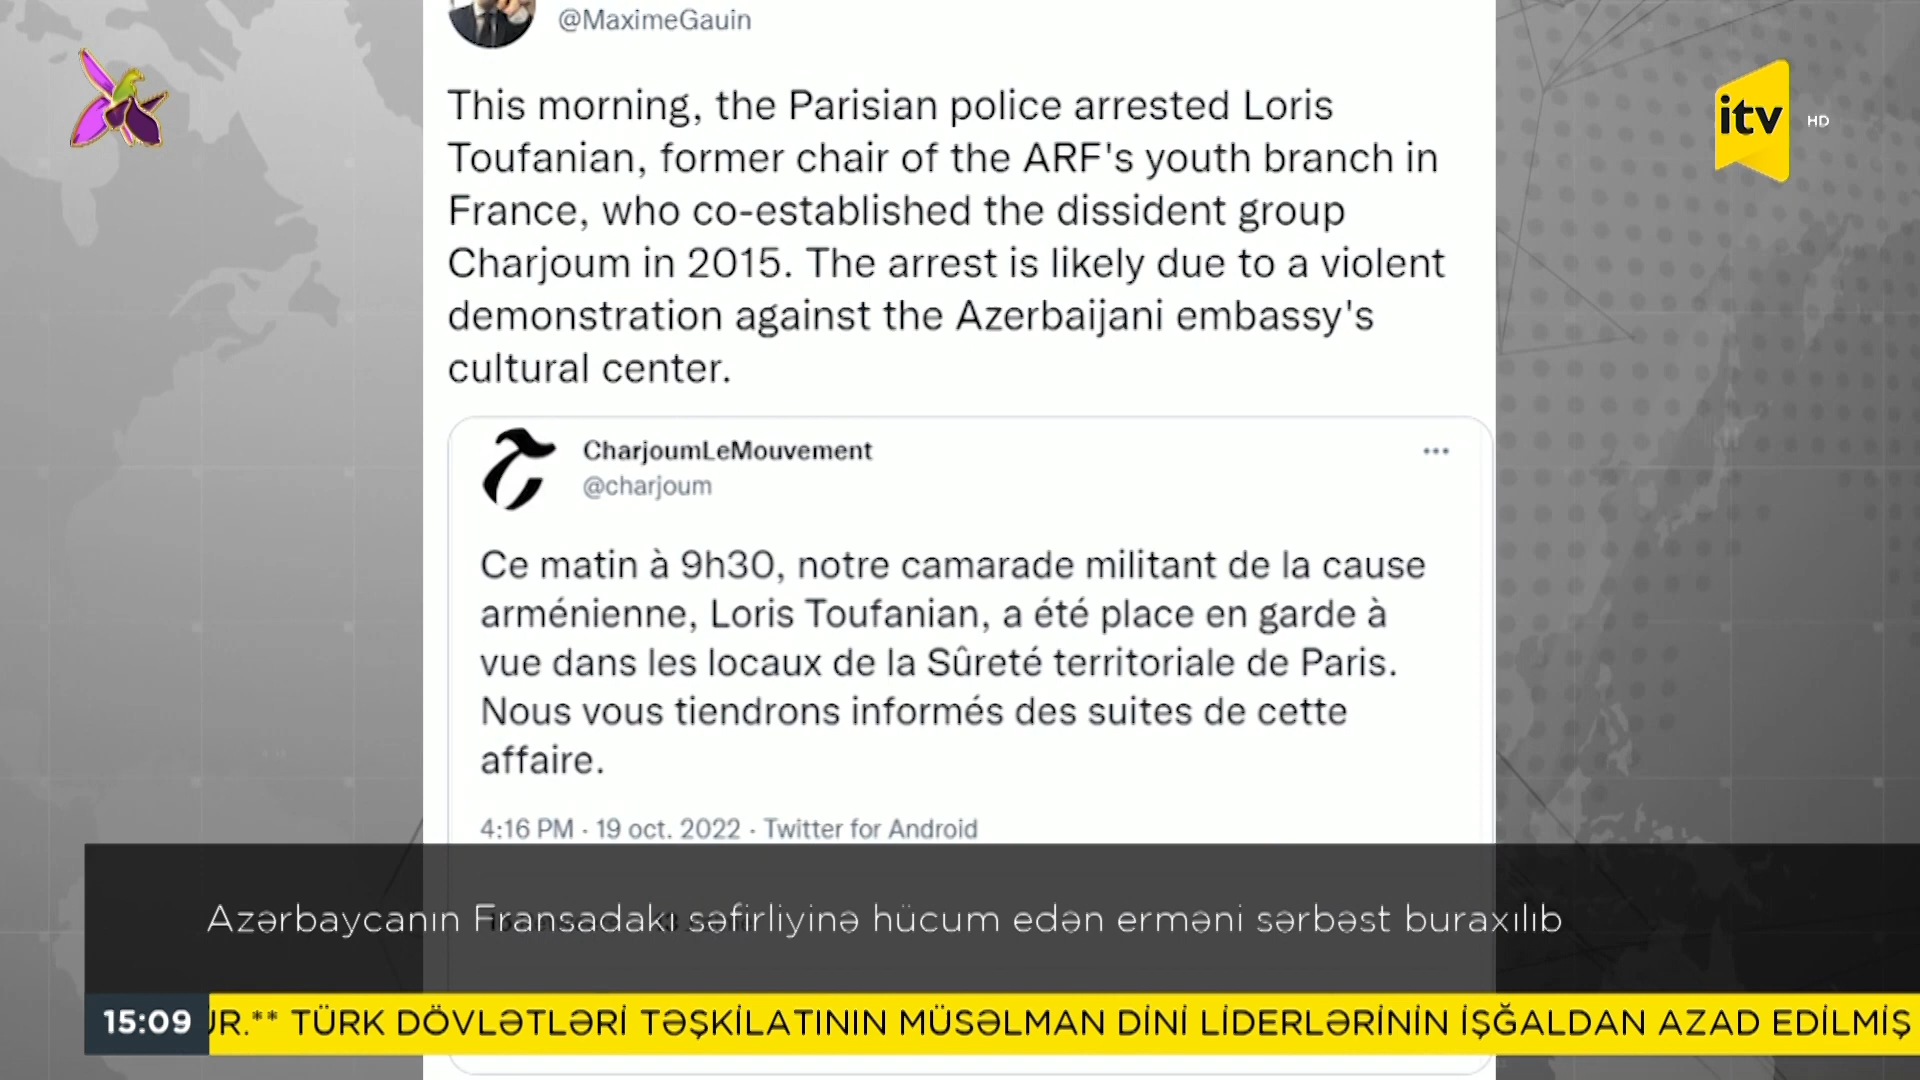 @MaximeGauin
This morning, the Parisian police arrested Loris
Toufanian, former chair of the ARF's youth branch in
France, who co-established the dissident group
Charjoum in 2015. The arrest is likely due to a violent
demonstration against the Azerbaijani embassy's
cultural center.
CharjoumLeMouvement
@charjoum
Ce matin à 9h30, notre camarade militant de la cause
arménienne, Loris Toufanian, a été place en garde à
vue dans les locaux de la Sûreté territoriale de Paris.
Nous vous tiendrons informés des suites de cette
affaire.
4:16 PM · 19 oct. 2022 · Twitter for Android
itv HD
Azərbaycanın Fransadakı səfirliyinə hücum edən erməni sərbəst buraxılıb
15:09 UR.** TÜRK DÖVLƏTLƏRİ TƏŞKİLATININ MÜSƏLMAN DİNİ LİDERLƏRİNİN İŞĞALDAN AZAD EDİLMİŞ